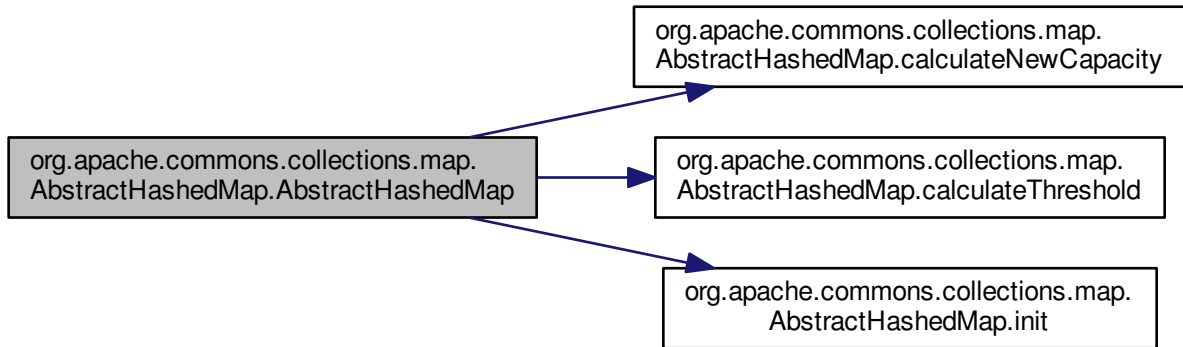 org.apache.commons.collections.map.
AbstractHashedMap.calculateNewCapacity
org.apache.commons.collections.map.
AbstractHashedMap.AbstractHashedMap
org.apache.commons.collections.map.
AbstractHashedMap.calculateThreshold
org.apache.commons.collections.map.
AbstractHashedMap.init